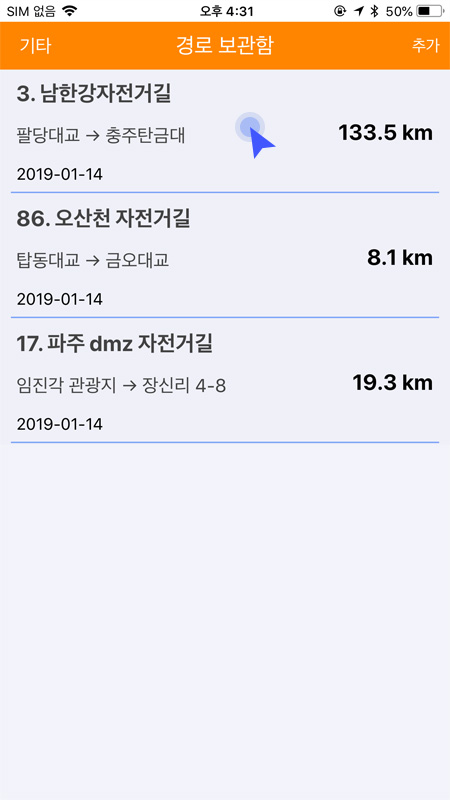 SIM 없음 오후 4:31 50%
기타 경로 보관함 추가
3. 남한강자전거길
팔당대교 → 충주탄금대 133.5 km
2019-01-14
86. 오산천 자전거길
탑동대교 → 금오대교 8.1 km
2019-01-14
17. 파주 dmz 자전거길
임진각 관광지 → 장신리 4-8 19.3 km
2019-01-14